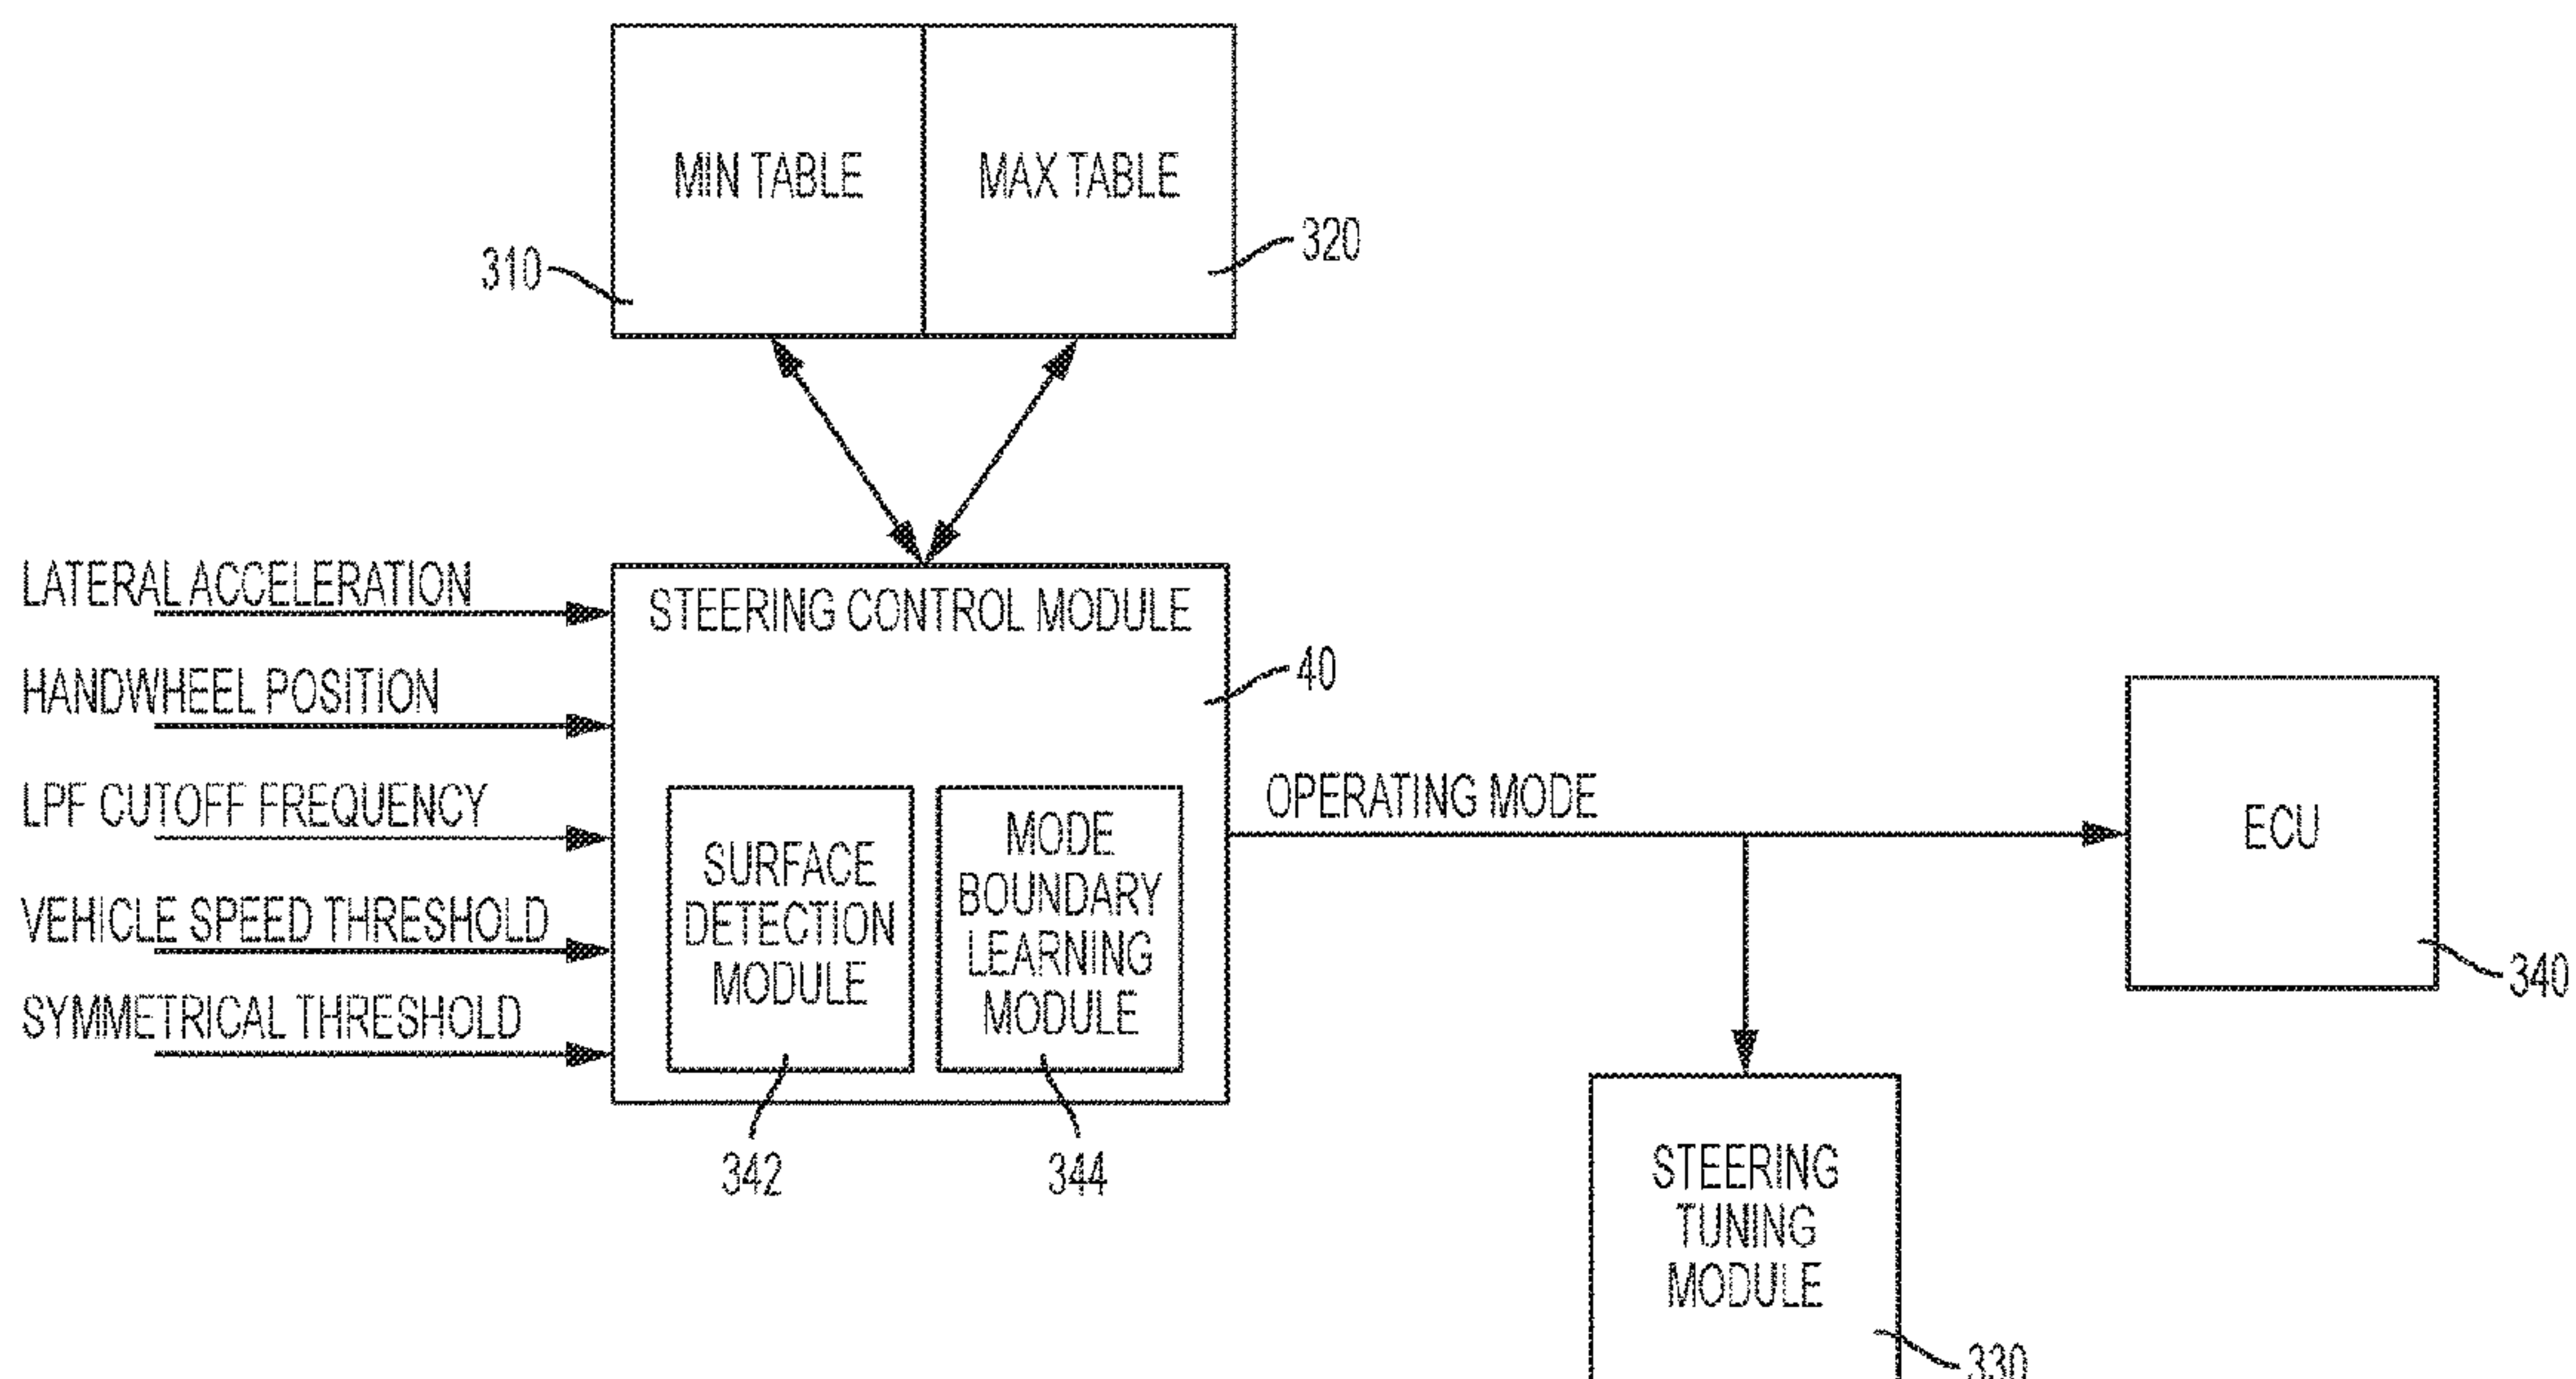 MIN TABLE
MAX TABLE
310
320
LATERAL ACCELERATION
HANDWHEEL POSITION
LPF CUTOFF FREQUENCY
VEHICLE SPEED THRESHOLD
SYMMETRICAL THRESHOLD
STEERING CONTROL MODULE
40
SURFACE
DETECTION
MODULE
342
MODE
BOUNDARY
LEARNING
MODULE
344
OPERATING MODE
ECU
340
STEERING
TUNING
MODULE
330